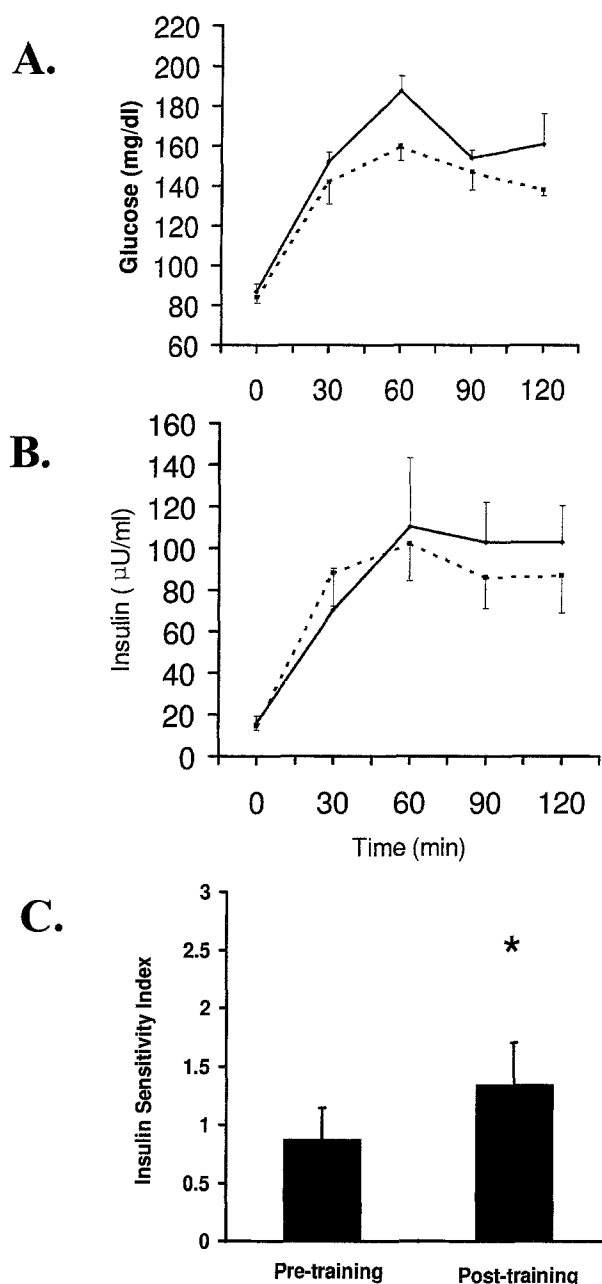 A.
Glucose (mg/dl)
220
200
180
160
140
120
100
80
60
0 30 60 90 120
B.
Insulin ( µU/ml)
160
140
120
100
80
60
40
20
0
0 30 60 90 120
Time (min)
C.
Insulin Sensitivity Index
3
2.5
2
1.5
1
0.5
0
*
Pre-training Post-training